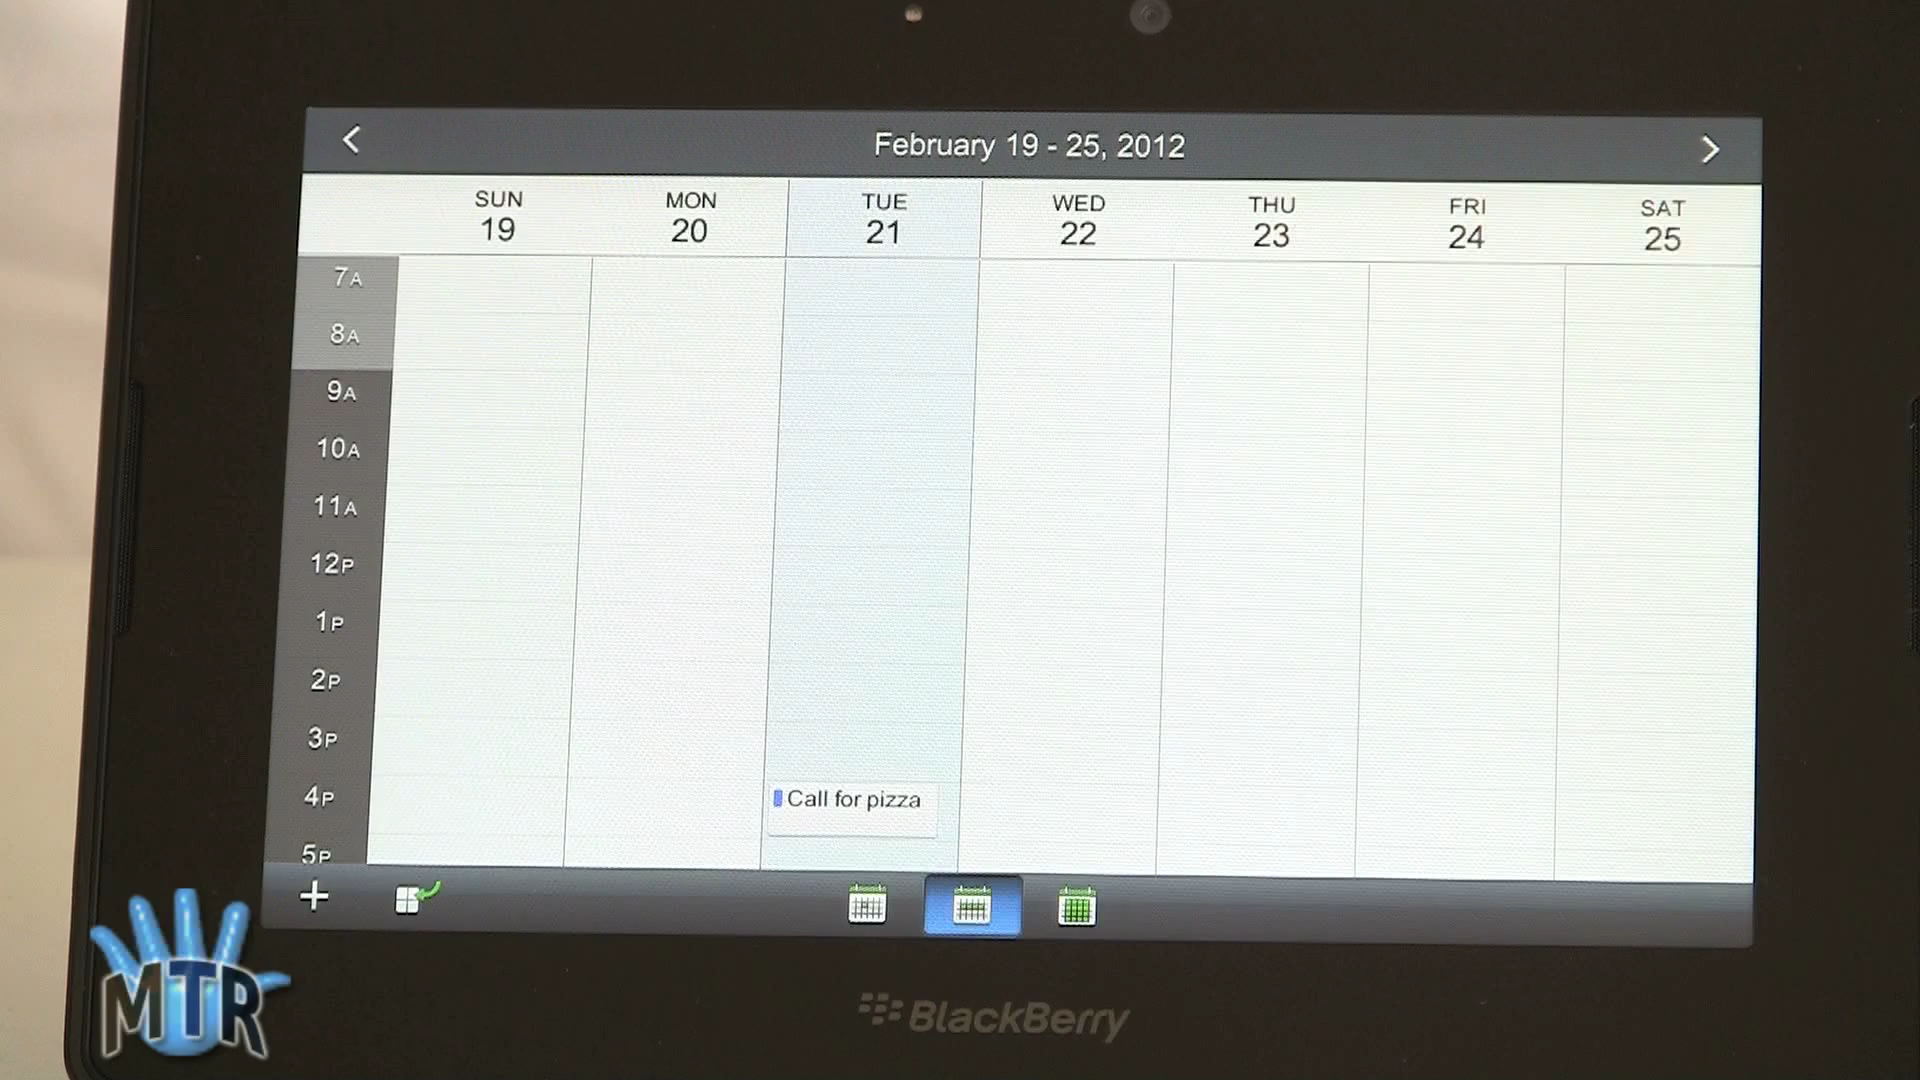 February 19 - 25, 2012
SUN MON TUE WED THU FRI SAT
19 20 21 22 23 24 25
7A
8A
9A
10A
11A
12P
1P
2P
3P
4P Call for pizza
5P
BlackBerry
MTR